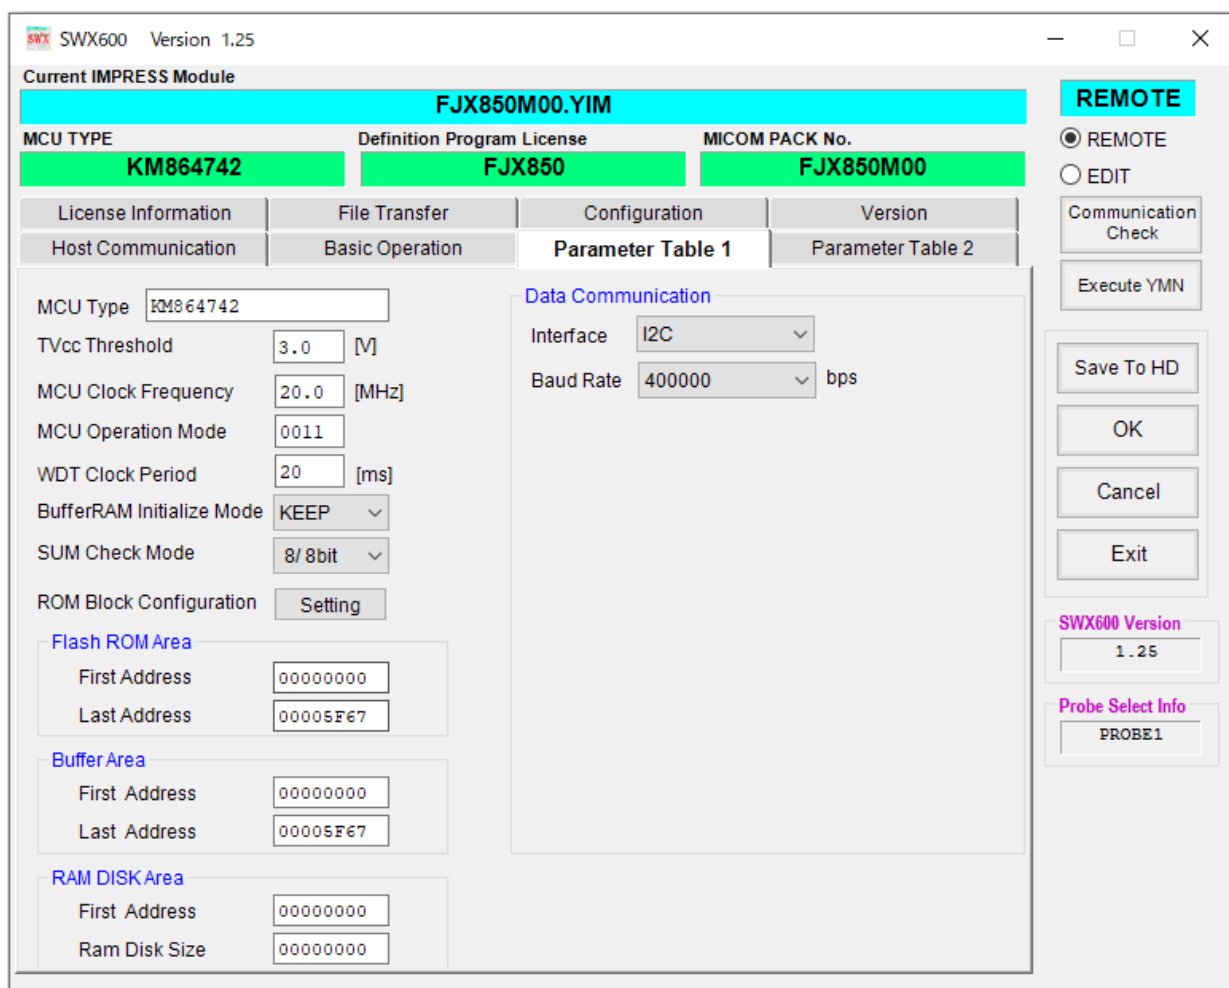 SWX SWX600 Version 1.25
Current IMPRESS Module
FJX850M00.YIM
MCU TYPE Definition Program License MICOM PACK No.
KM864742 FJX850 FJX850M00
License Information File Transfer Configuration Version
Host Communication Basic Operation Parameter Table 1 Parameter Table 2
MCU Type KM864742
TVcc Threshold 3.0 [V]
MCU Clock Frequency 20.0 [MHz]
MCU Operation Mode 0011
WDT Clock Period 20 [ms]
BufferRAM Initialize Mode KEEP
SUM Check Mode 8/ 8bit
ROM Block Configuration Setting
Flash ROM Area
First Address 00000000
Last Address 00005F67
Buffer Area
First Address 00000000
Last Address 00005F67
RAM DISK Area
First Address 00000000
Ram Disk Size 00000000
Data Communication
Interface I2C
Baud Rate 400000 bps
REMOTE
REMOTE
EDIT
Communication
Check
Execute YMN
Save To HD
OK
Cancel
Exit
SWX600 Version
1.25
Probe Select Info
PROBE1